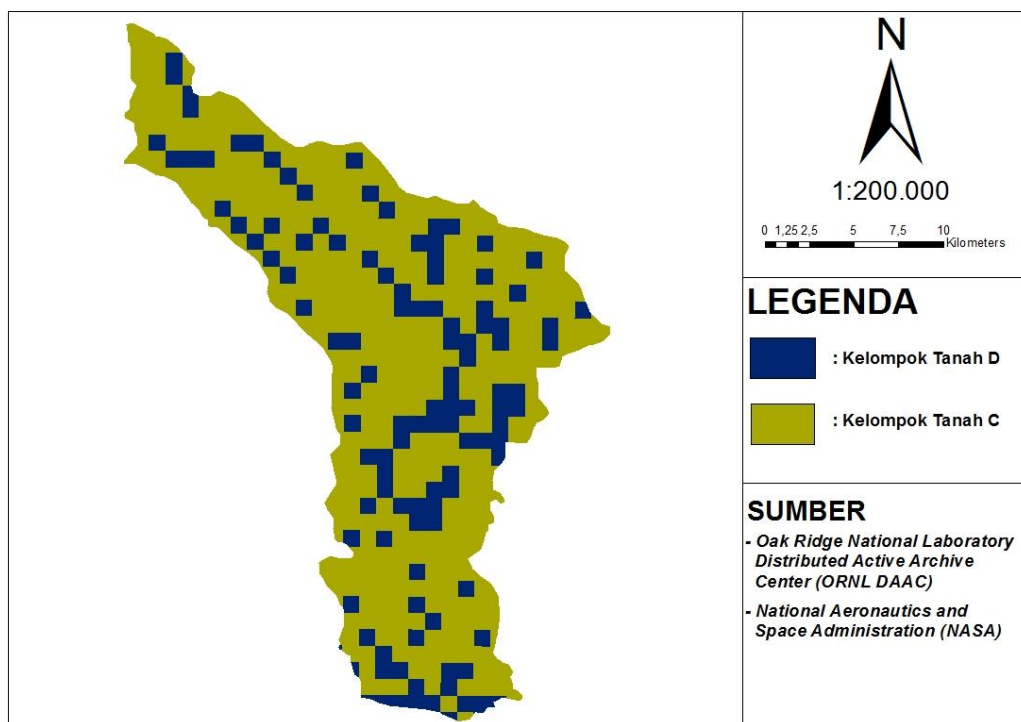 N
1:200.000
0 1,25 2,5 5 7,5 10
Kilometers
LEGENDA
: Kelompok Tanah D
: Kelompok Tanah C
SUMBER
- Oak Ridge National Laboratory
Distributed Active Archive
Center (ORNL DAAC)
- National Aeronautics and
Space Administration (NASA)